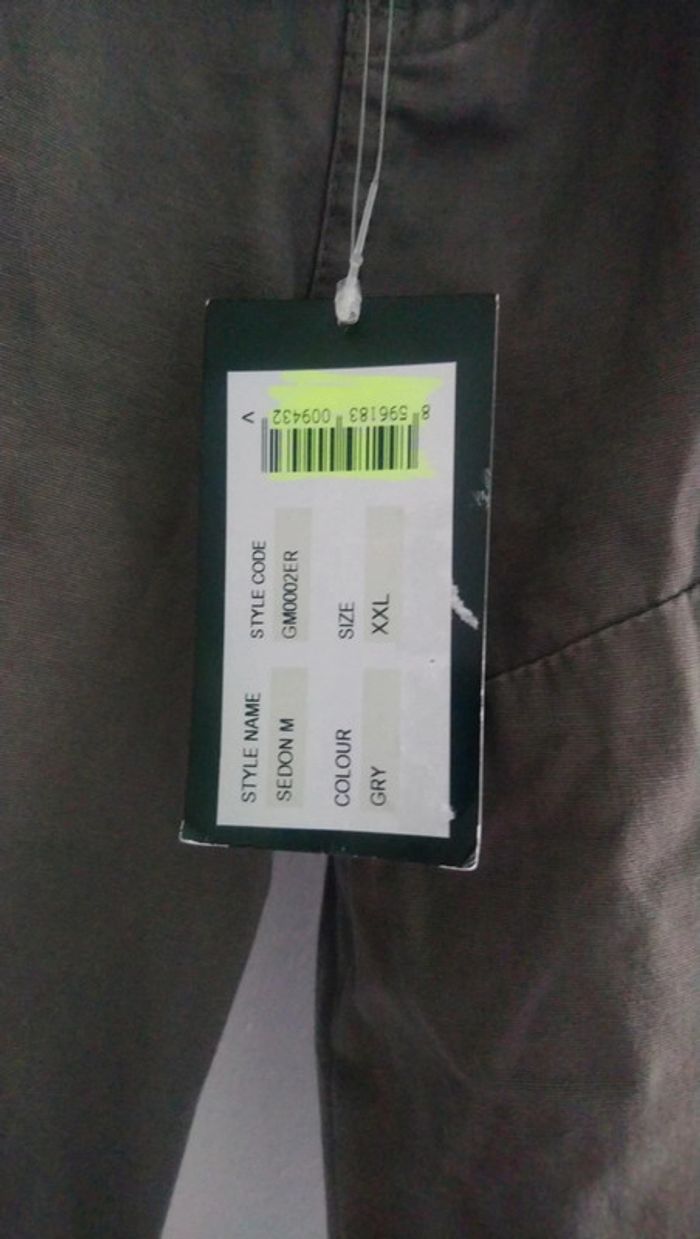 STYLE NAME
SEDON M
STYLE CODE
GM0002ER
COLOUR
GRY
SIZE
XXL
8 596183 009432 >